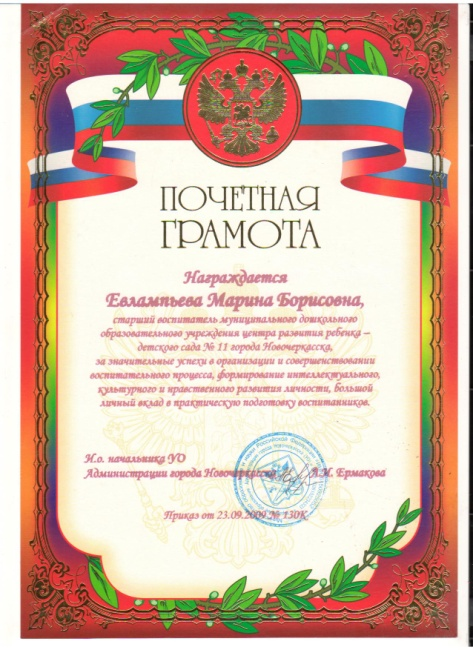 ПОЧЕТНАЯ
ГРАМОТА
Награждается
Евлампьева Марина Борисовна,
старший воспитатель муниципального дошкольного
образовательного учреждения центра развития ребенка –
детского сада № 11 города Новочеркасска,
за значительные успехи в организации и совершенствовании
воспитательного процесса, формирование интеллектуального,
культурного и нравственного развития личности, большой
личный вклад в практическую подготовку воспитанников.
И.о. начальника УО
Администрации города Новочеркасска Ермакова
Приказ от 23.09.2009 № 130К